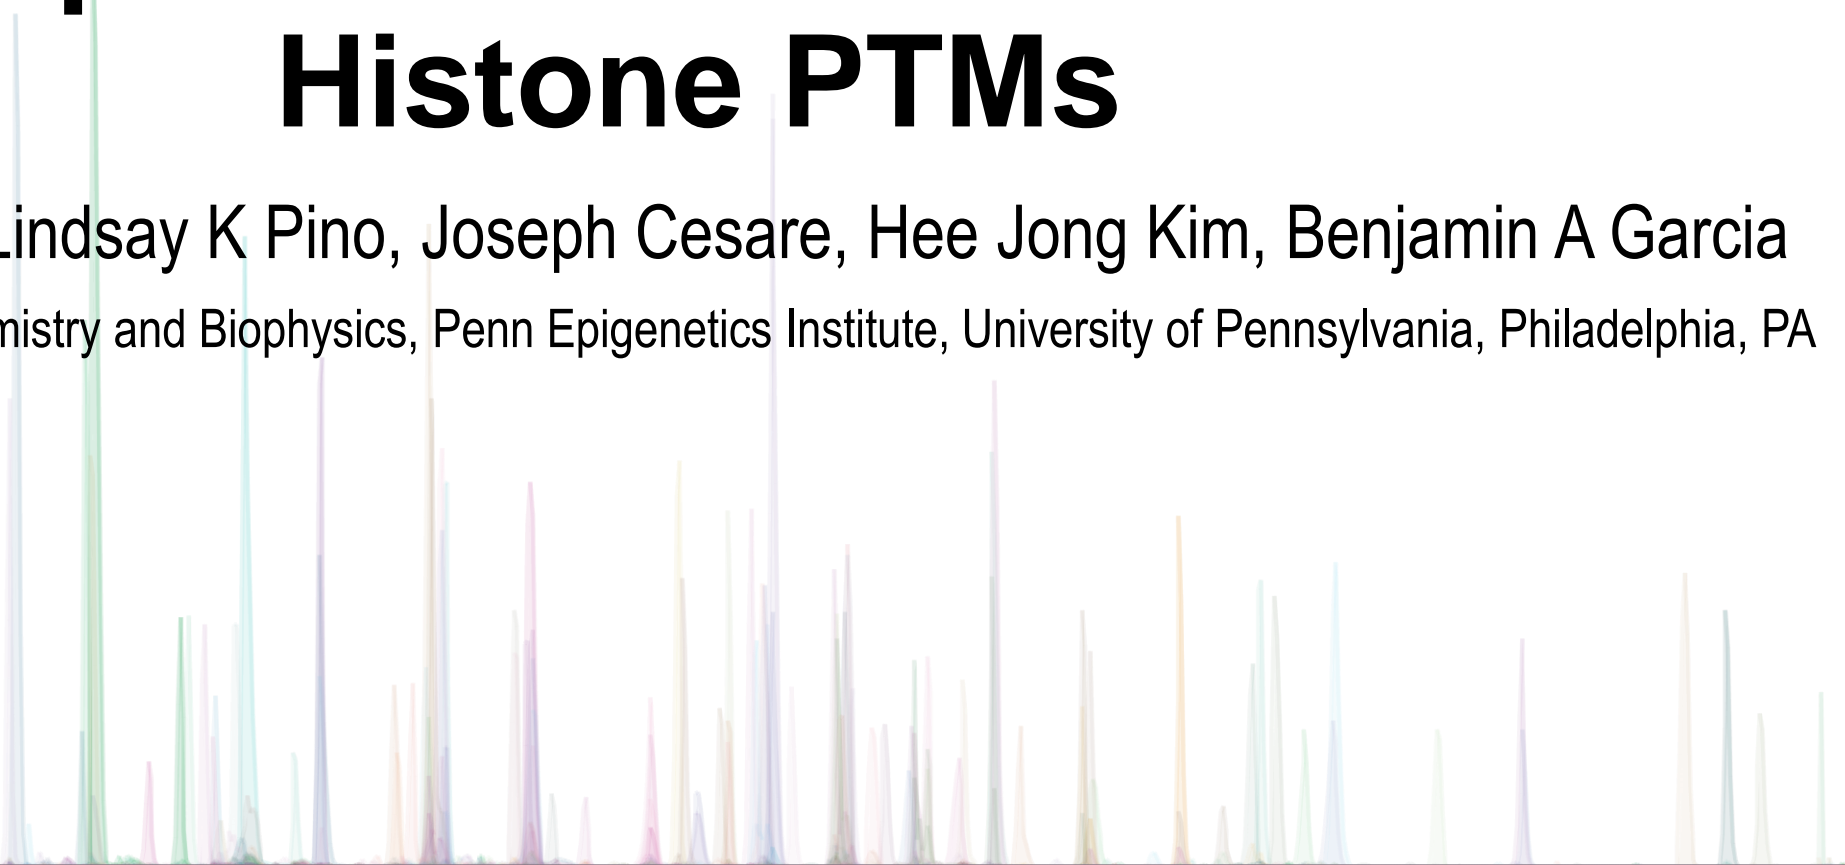 Histone PTMs
Lindsay K Pino, Joseph Cesare, Hee Jong Kim, Benjamin A Garcia
mistry and Biophysics, Penn Epigenetics Institute, University of Pennsylvania, Philadelphia, PA